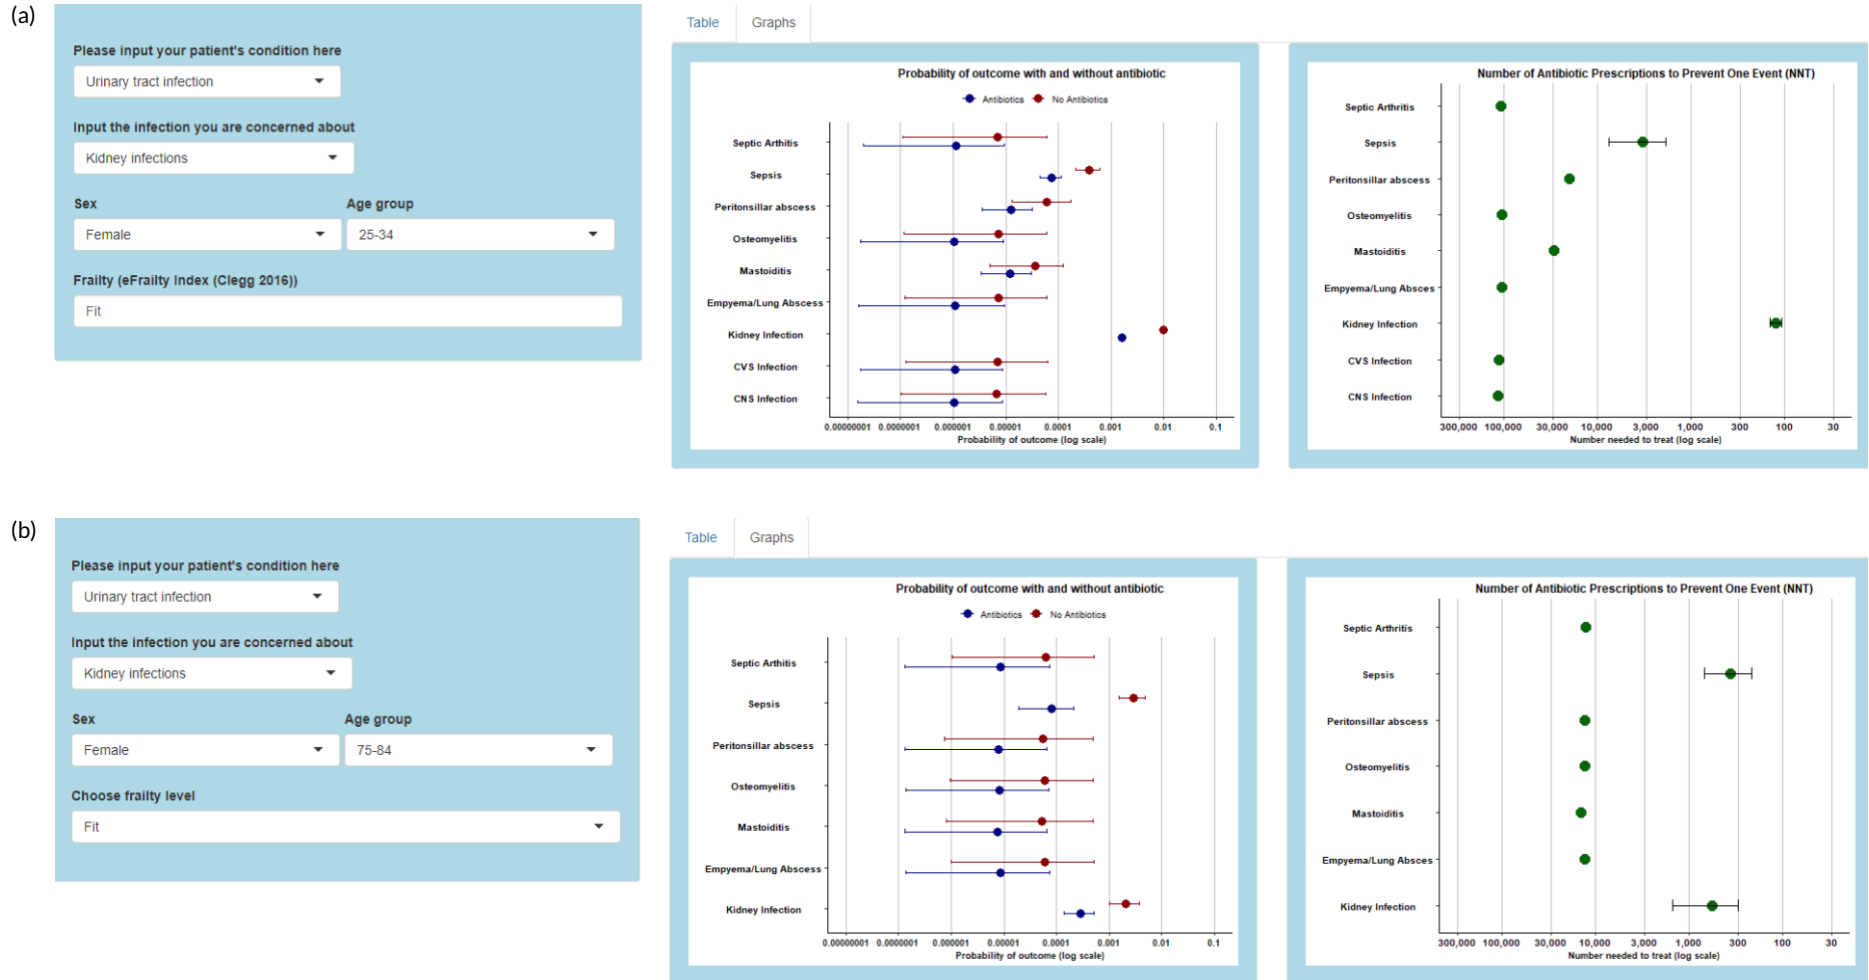 (a)
Please input your patient's condition here
Urinary tract infection
Input the infection you are concerned about
Kidney infections
Sex Age group
Female 25-34
Frailty (eFrailty Index (Clegg 2016))
Fit
Table Graphs
Probability of outcome with and without antibiotic
Antibiotics No Antibiotics
Septic Arthritis
Sepsis
Peritonsillar abscess
Osteomyelitis
Mastoiditis
Empyema/Lung Abscess
Kidney Infection
CVS Infection
CNS Infection
0.00000001 0.0000001 0.000001 0.00001 0.0001 0.001 0.01 0.1
Probability of outcome (log scale)
Number of Antibiotic Prescriptions to Prevent One Event (NNT)
Septic Arthritis
Sepsis
Peritonsillar abscess
Osteomyelitis
Mastoiditis
Empyema/Lung Absces
Kidney Infection
CVS Infection
CNS Infection
300,000 100,000 30,000 10,000 3,000 1,000 300 100 30
Number needed to treat (log scale)
(b)
Please input your patient's condition here
Urinary tract infection
Input the infection you are concerned about
Kidney infections
Sex Age group
Female 75-84
Choose frailty level
Fit
Table Graphs
Probability of outcome with and without antibiotic
Antibiotics No Antibiotics
Septic Arthitis
Sepsis
Peritonsillar abscess
Osteomyelitis
Mastoiditis
Empyema/Lung Abscess
Kidney Infection
0.00000001 0.0000001 0.000001 0.00001 0.0001 0.001 0.01 0.1
Probability of outcome (log scale)
Number of Antibiotic Prescriptions to Prevent One Event (NNT)
Septic Arthritis
Sepsis
Peritonsillar abscess
Osteomyelitis
Mastoiditis
Empyema/Lung Absces
Kidney Infection
300,000 100,000 30,000 10,000 3,000 1,000 300 100 30
Number needed to treat (log scale)